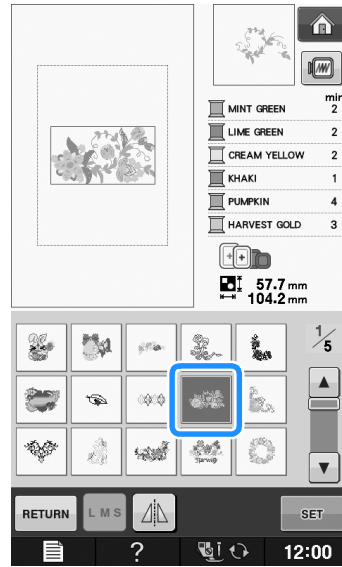 min
MINT GREEN 2
LIME GREEN 2
CREAM YELLOW 2
KHAKI 1
PUMPKIN 4
HARVEST GOLD 3
57.7 mm
104.2 mm
1/5
Spring
RETURN L M S SET
? 12:00